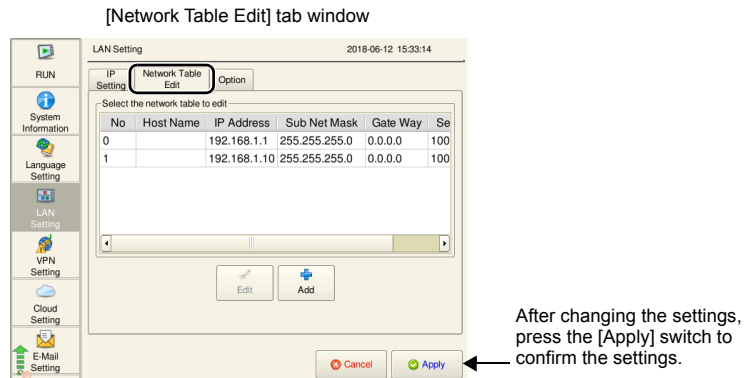 [Network Table Edit] tab window
LAN Setting
2018-06-12 15:33:14
RUN
System
Information
Language
Setting
LAN
Setting
VPN
Setting
Cloud
Setting
E-Mail
Setting
IP
Setting
Network Table
Edit
Option
Select the network table to edit
No Host Name IP Address Sub Net Mask Gate Way Se
0 192.168.1.1 255.255.255.0 0.0.0.0 100
1 192.168.1.10 255.255.255.0 0.0.0.0 100
Edit
Add
Cancel
Apply
After changing the settings,
press the [Apply] switch to
confirm the settings.